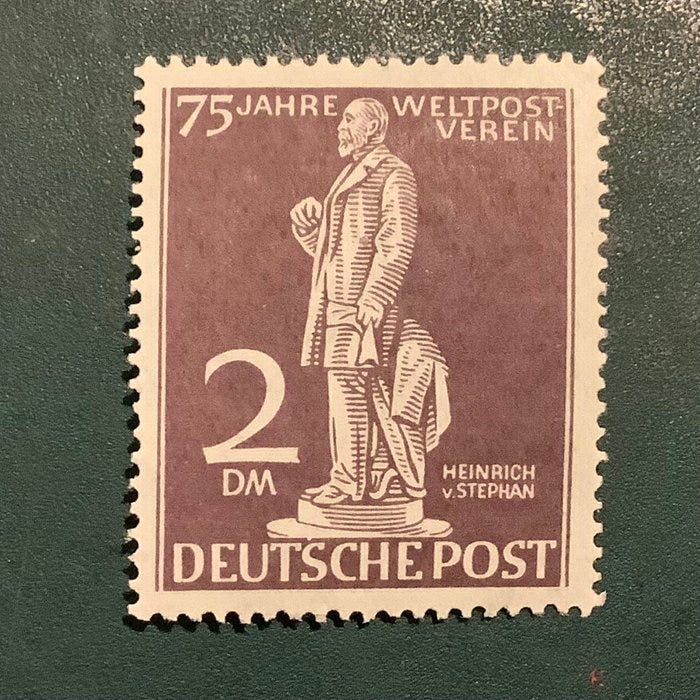 75 JAHRE WELTPOST-
VEREIN
2
DM
HEINRICH
v. STEPHAN
DEUTSCHE POST